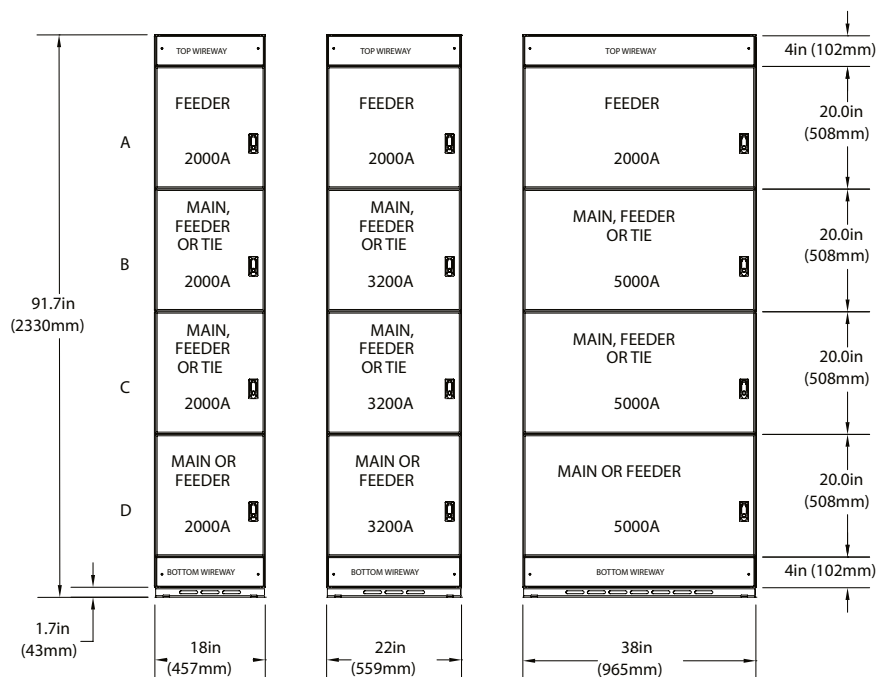 TOP WIREWAY
TOP WIREWAY
TOP WIREWAY
4in (102mm)
A
FEEDER
2000A
FEEDER
2000A
FEEDER
2000A
20.0in
(508mm)
B
MAIN,
FEEDER
OR TIE
2000A
MAIN,
FEEDER
OR TIE
3200A
MAIN, FEEDER
OR TIE
5000A
20.0in
(508mm)
91.7in
(2330mm)
C
MAIN,
FEEDER
OR TIE
2000A
MAIN,
FEEDER
OR TIE
3200A
MAIN, FEEDER
OR TIE
5000A
20.0in
(508mm)
D
MAIN OR
FEEDER
2000A
MAIN OR
FEEDER
3200A
MAIN OR FEEDER
5000A
20.0in
(508mm)
BOTTOM WIREWAY
BOTTOM WIREWAY
BOTTOM WIREWAY
4in (102mm)
1.7in
(43mm)
18in
(457mm)
22in
(559mm)
38in
(965mm)